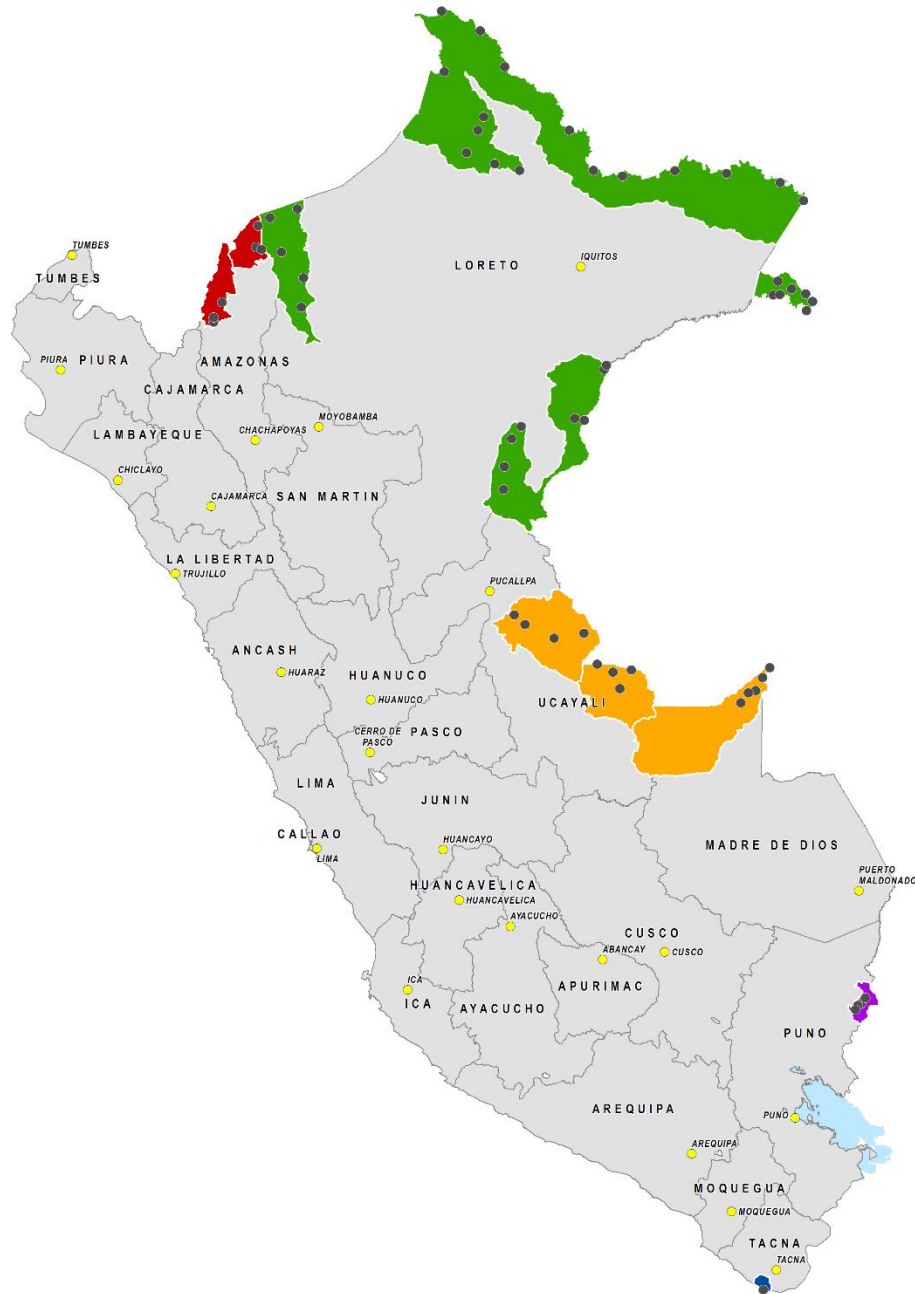 TUMBES
TUMBES
LORETO
IQUITOS
AMAZONAS
PIURA
PIURA
CAJAMARCA
MOYOBAMBA
LAMBAYEQUE
CHACHAPOYAS
CHICLAYO
SAN MARTIN
CAJAMARCA
LA LIBERTAD
TRUJILLO
PUCALLPA
ANCASH
HUARAZ
HUANUCO
HUANUCO
UCAYALI
CERRO DE
PASCO
PASCO
LIMA
JUNIN
CALLAO
LIMA
HUANCAYO
MADRE DE DIOS
PUERTO
MALDONADO
HUANCAVELICA
HUANCAVELICA
AYACUCHO
CUSCO
ABANCAY
CUSCO
ICA
ICA
APURIMAC
AYACUCHO
PUNO
AREQUIPA
PUNO
AREQUIPA
MOQUEGUA
MOQUEGUA
TACNA
TACNA